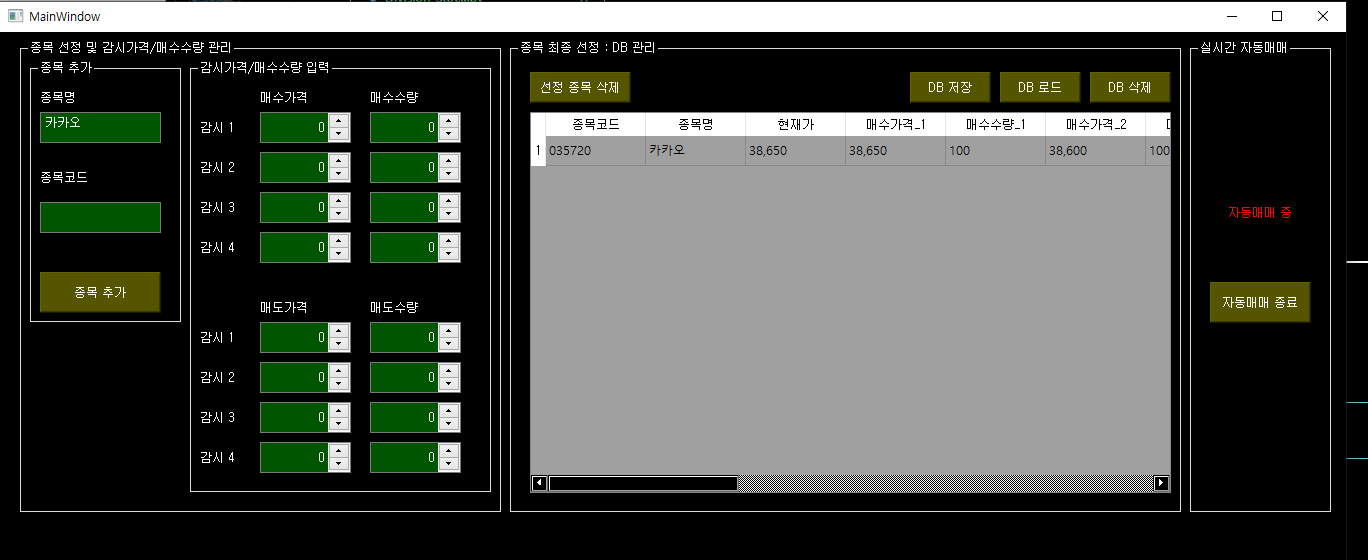 MainWindow
종목 선정 및 감시가격/매수수량 관리
종목 추가
종목명
카카오
종목코드
종목 추가
감시가격/매수수량 입력
매수가격 매수수량
감시 1 0 0
감시 2 0 0
감시 3 0 0
감시 4 0 0
매도가격 매도수량
감시 1 0 0
감시 2 0 0
감시 3 0 0
감시 4 0 0
종목 최종 선정 : DB 관리
선정 종목 삭제 DB 저장 DB 로드 DB 삭제
종목코드 종목명 현재가 매수가격_1 매수수량_1 매수가격_2
1 035720 카카오 38,650 38,650 100 38,600 100
실시간 자동매매
자동매매 중
자동매매 종료